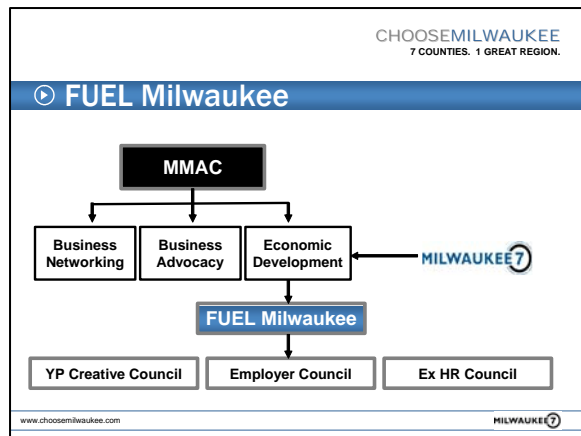 CHOOSEMILWAUKEE
7 COUNTIES. 1 GREAT REGION.
FUEL Milwaukee
MMAC
Business
Networking
Business
Advocacy
Economic
Development
MILWAUKEE7
FUEL Milwaukee
YP Creative Council
Employer Council
Ex HR Council
www.choosemilwaukee.com
MILWAUKEE7